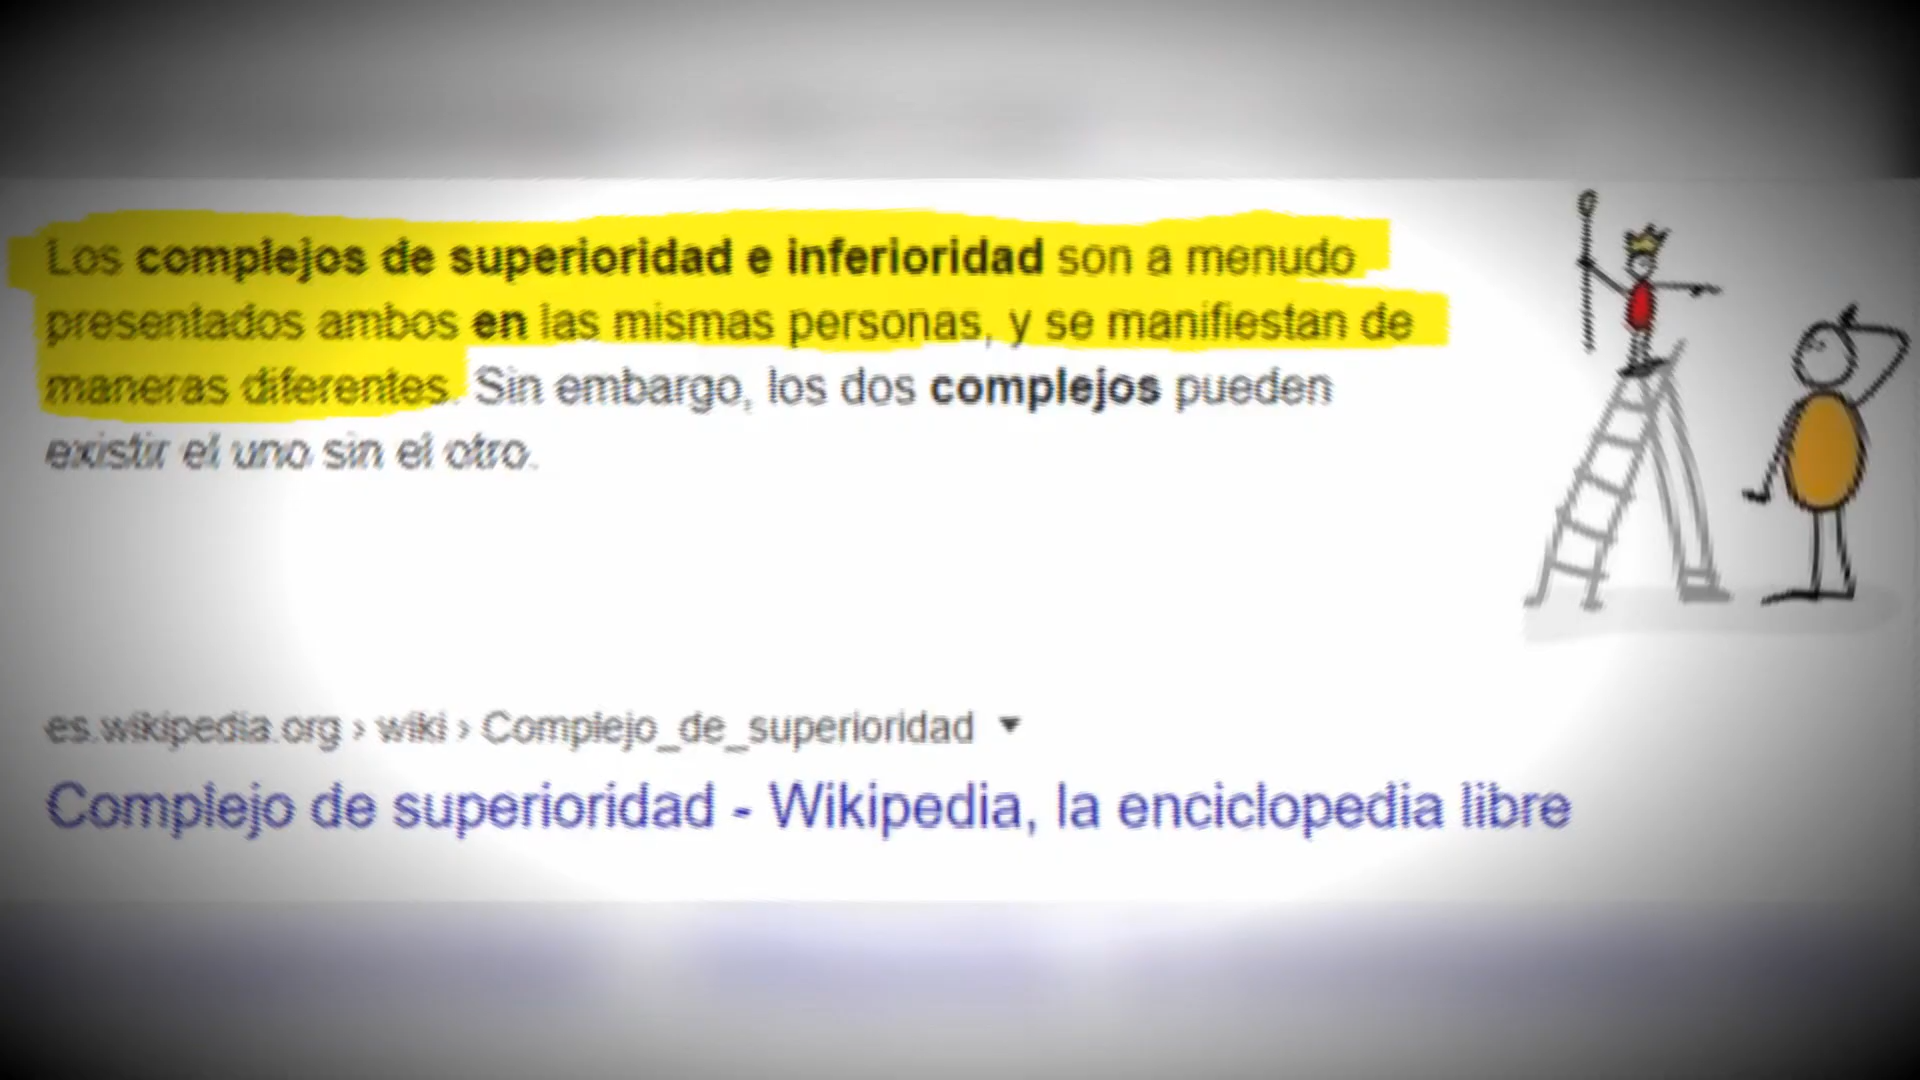 Los complejos de superioridad e inferioridad son a menudo
presentados ambos en las mismas personas, y se manifiestan de
maneras diferentes. Sin embargo, los dos complejos pueden
existir el uno sin el otro.
es.wikipedia.org › wiki › Complejo_de_superioridad
Complejo de superioridad - Wikipedia, la enciclopedia libre